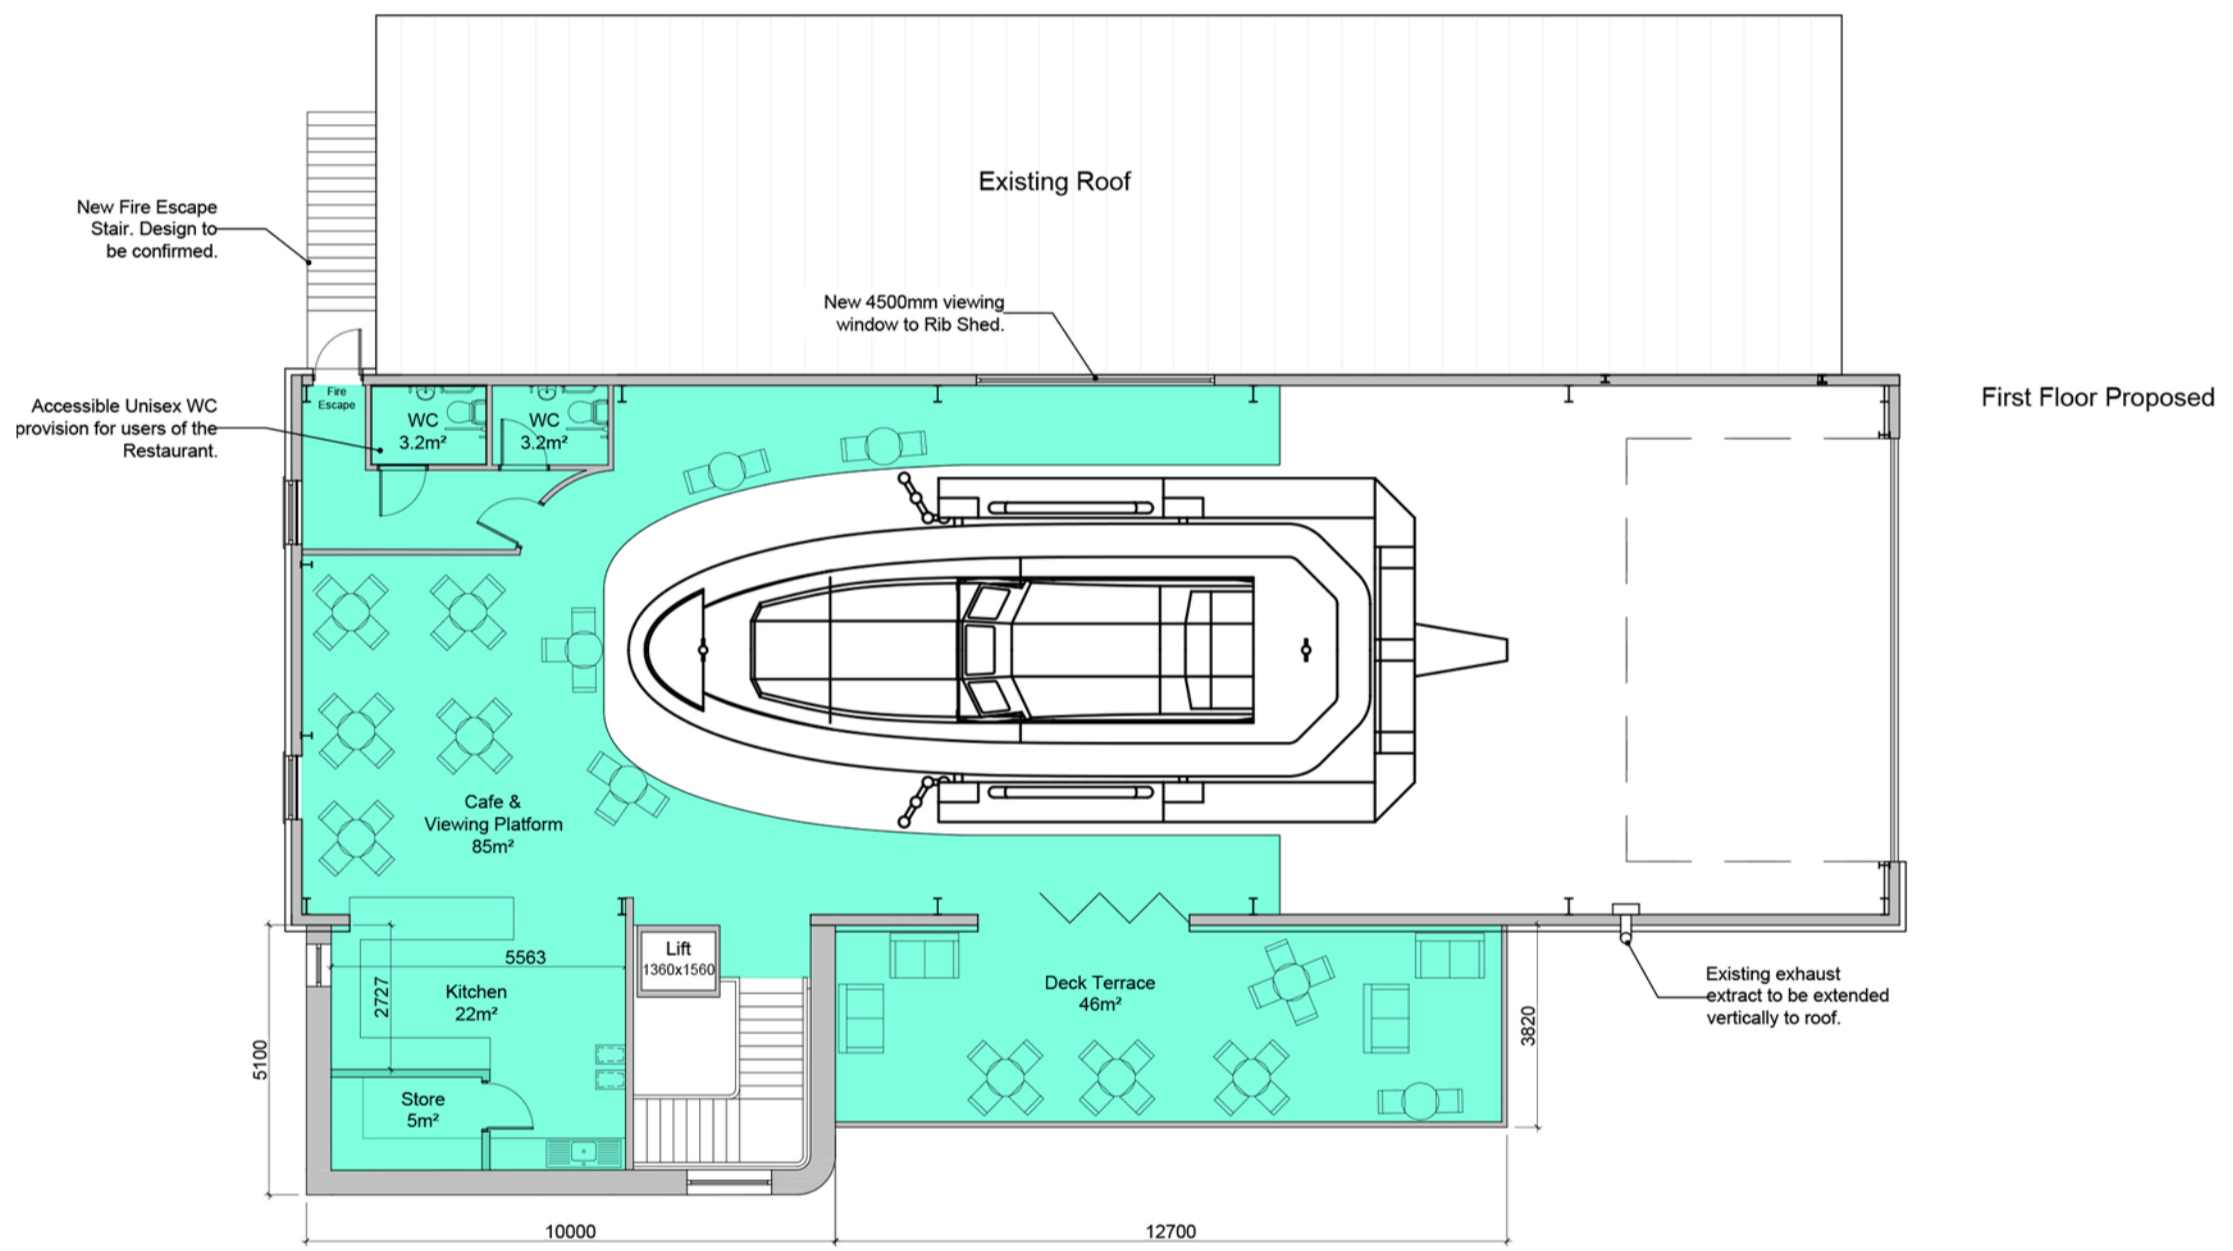 Existing Roof
New Fire Escape
Stair. Design to
be confirmed.
New 4500mm viewing
window to Rib Shed.
Fire
Escape
First Floor Proposed
Accessible Unisex WC
provision for users of the
Restaurant.
WC
3.2m²
WC
3.2m²
Cafe &
Viewing Platform
85m²
Lift
1360x1560
5563
Kitchen
22m²
2727
Deck Terrace
46m²
Existing exhaust
extract to be extended
vertically to roof.
3820
5100
Store
5m²
10000
12700